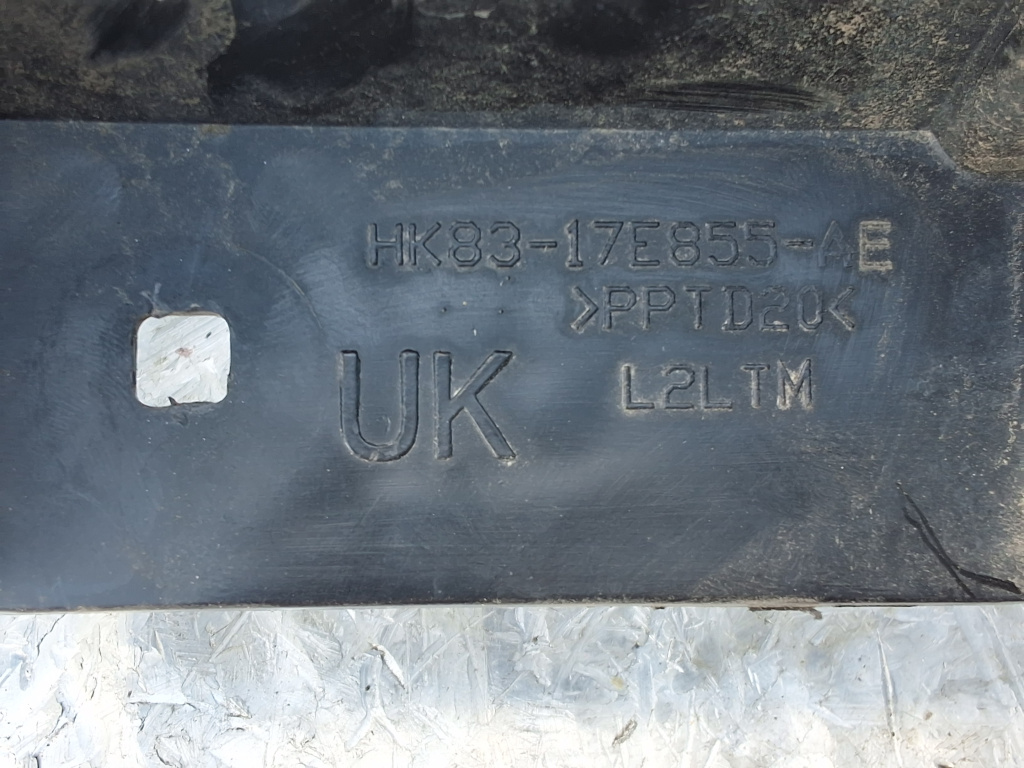 HK83-17E855-AE
>PPTD20<
UK
L2LTM